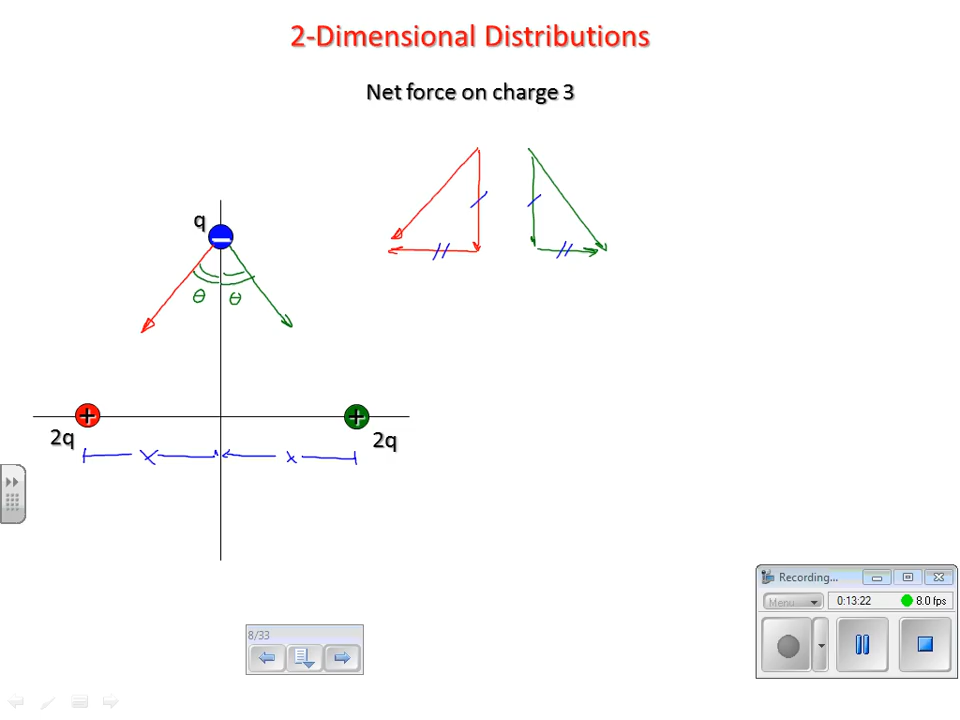 2-Dimensional Distributions
Net force on charge 3
q
θ θ
+ +
2q 2q
x x
8/33
Recording...
Menu 0:13:22 8.0 fps